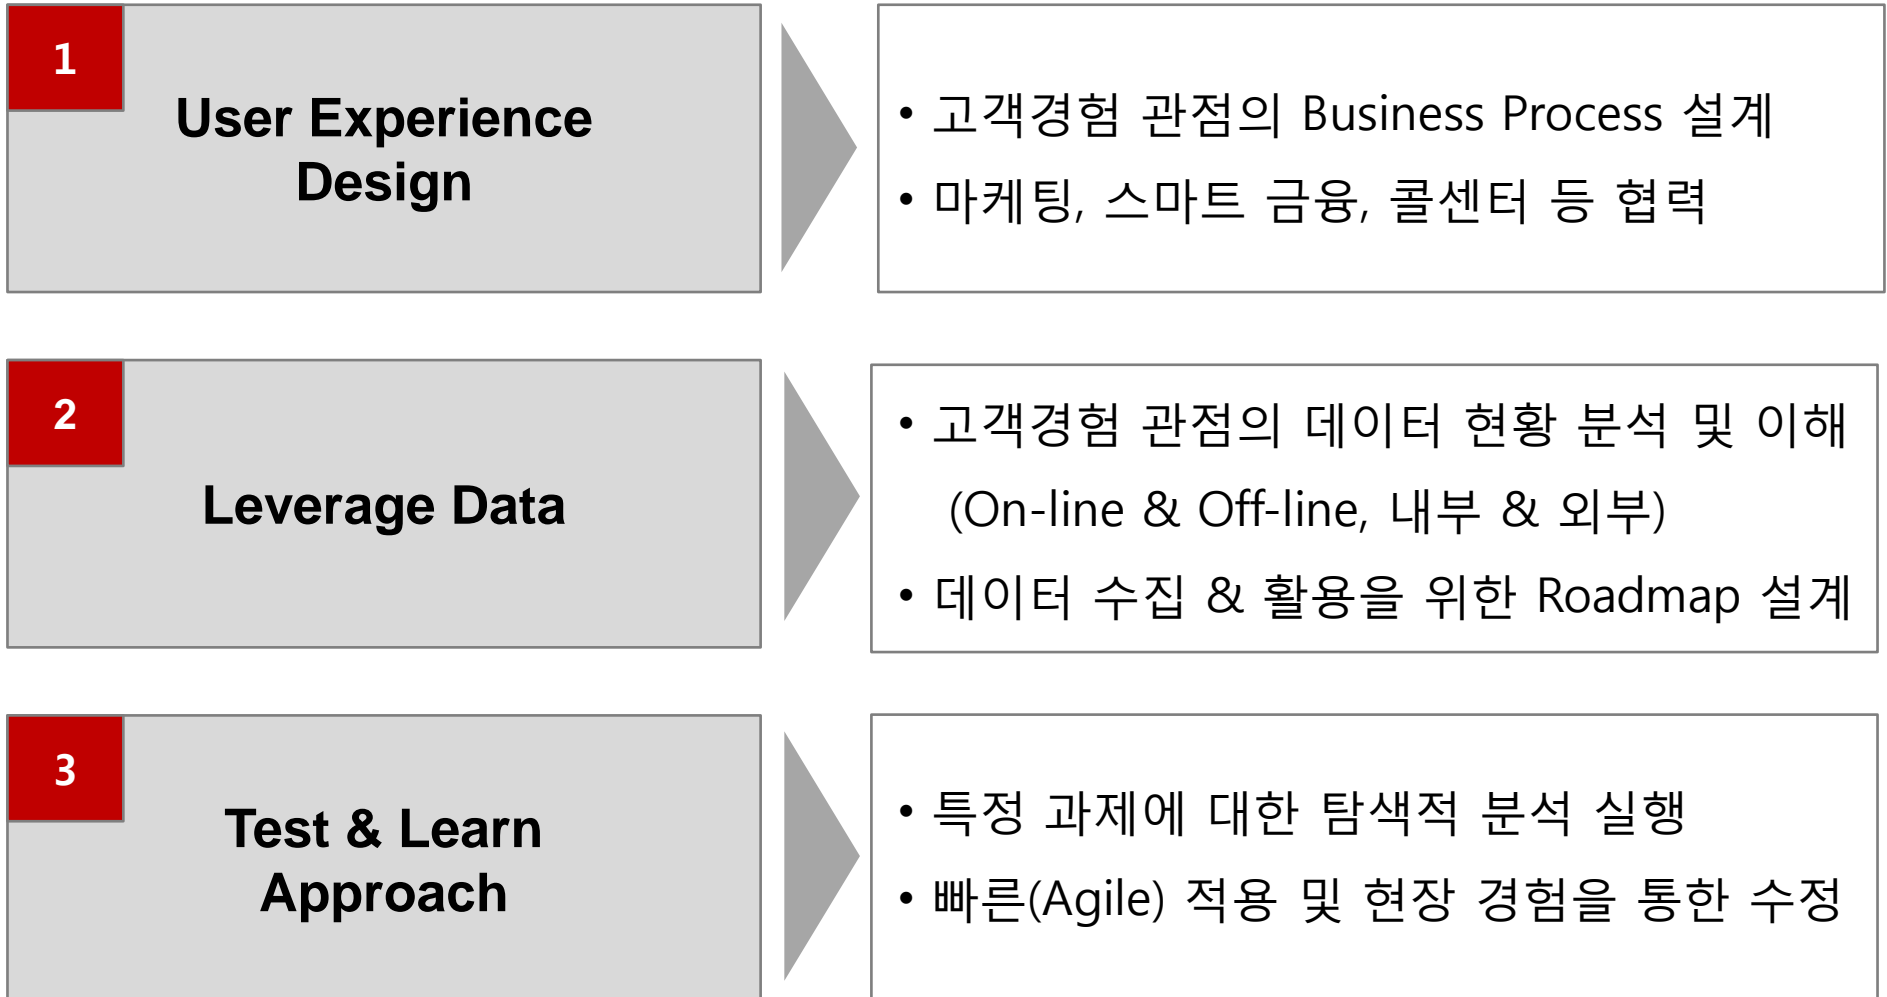 1
User Experience
Design
• 고객경험 관점의 Business Process 설계
• 마케팅, 스마트 금융, 콜센터 등 협력
2
Leverage Data
• 고객경험 관점의 데이터 현황 분석 및 이해
(On-line & Off-line, 내부 & 외부)
• 데이터 수집 & 활용을 위한 Roadmap 설계
3
Test & Learn
Approach
• 특정 과제에 대한 탐색적 분석 실행
• 빠른(Agile) 적용 및 현장 경험을 통한 수정